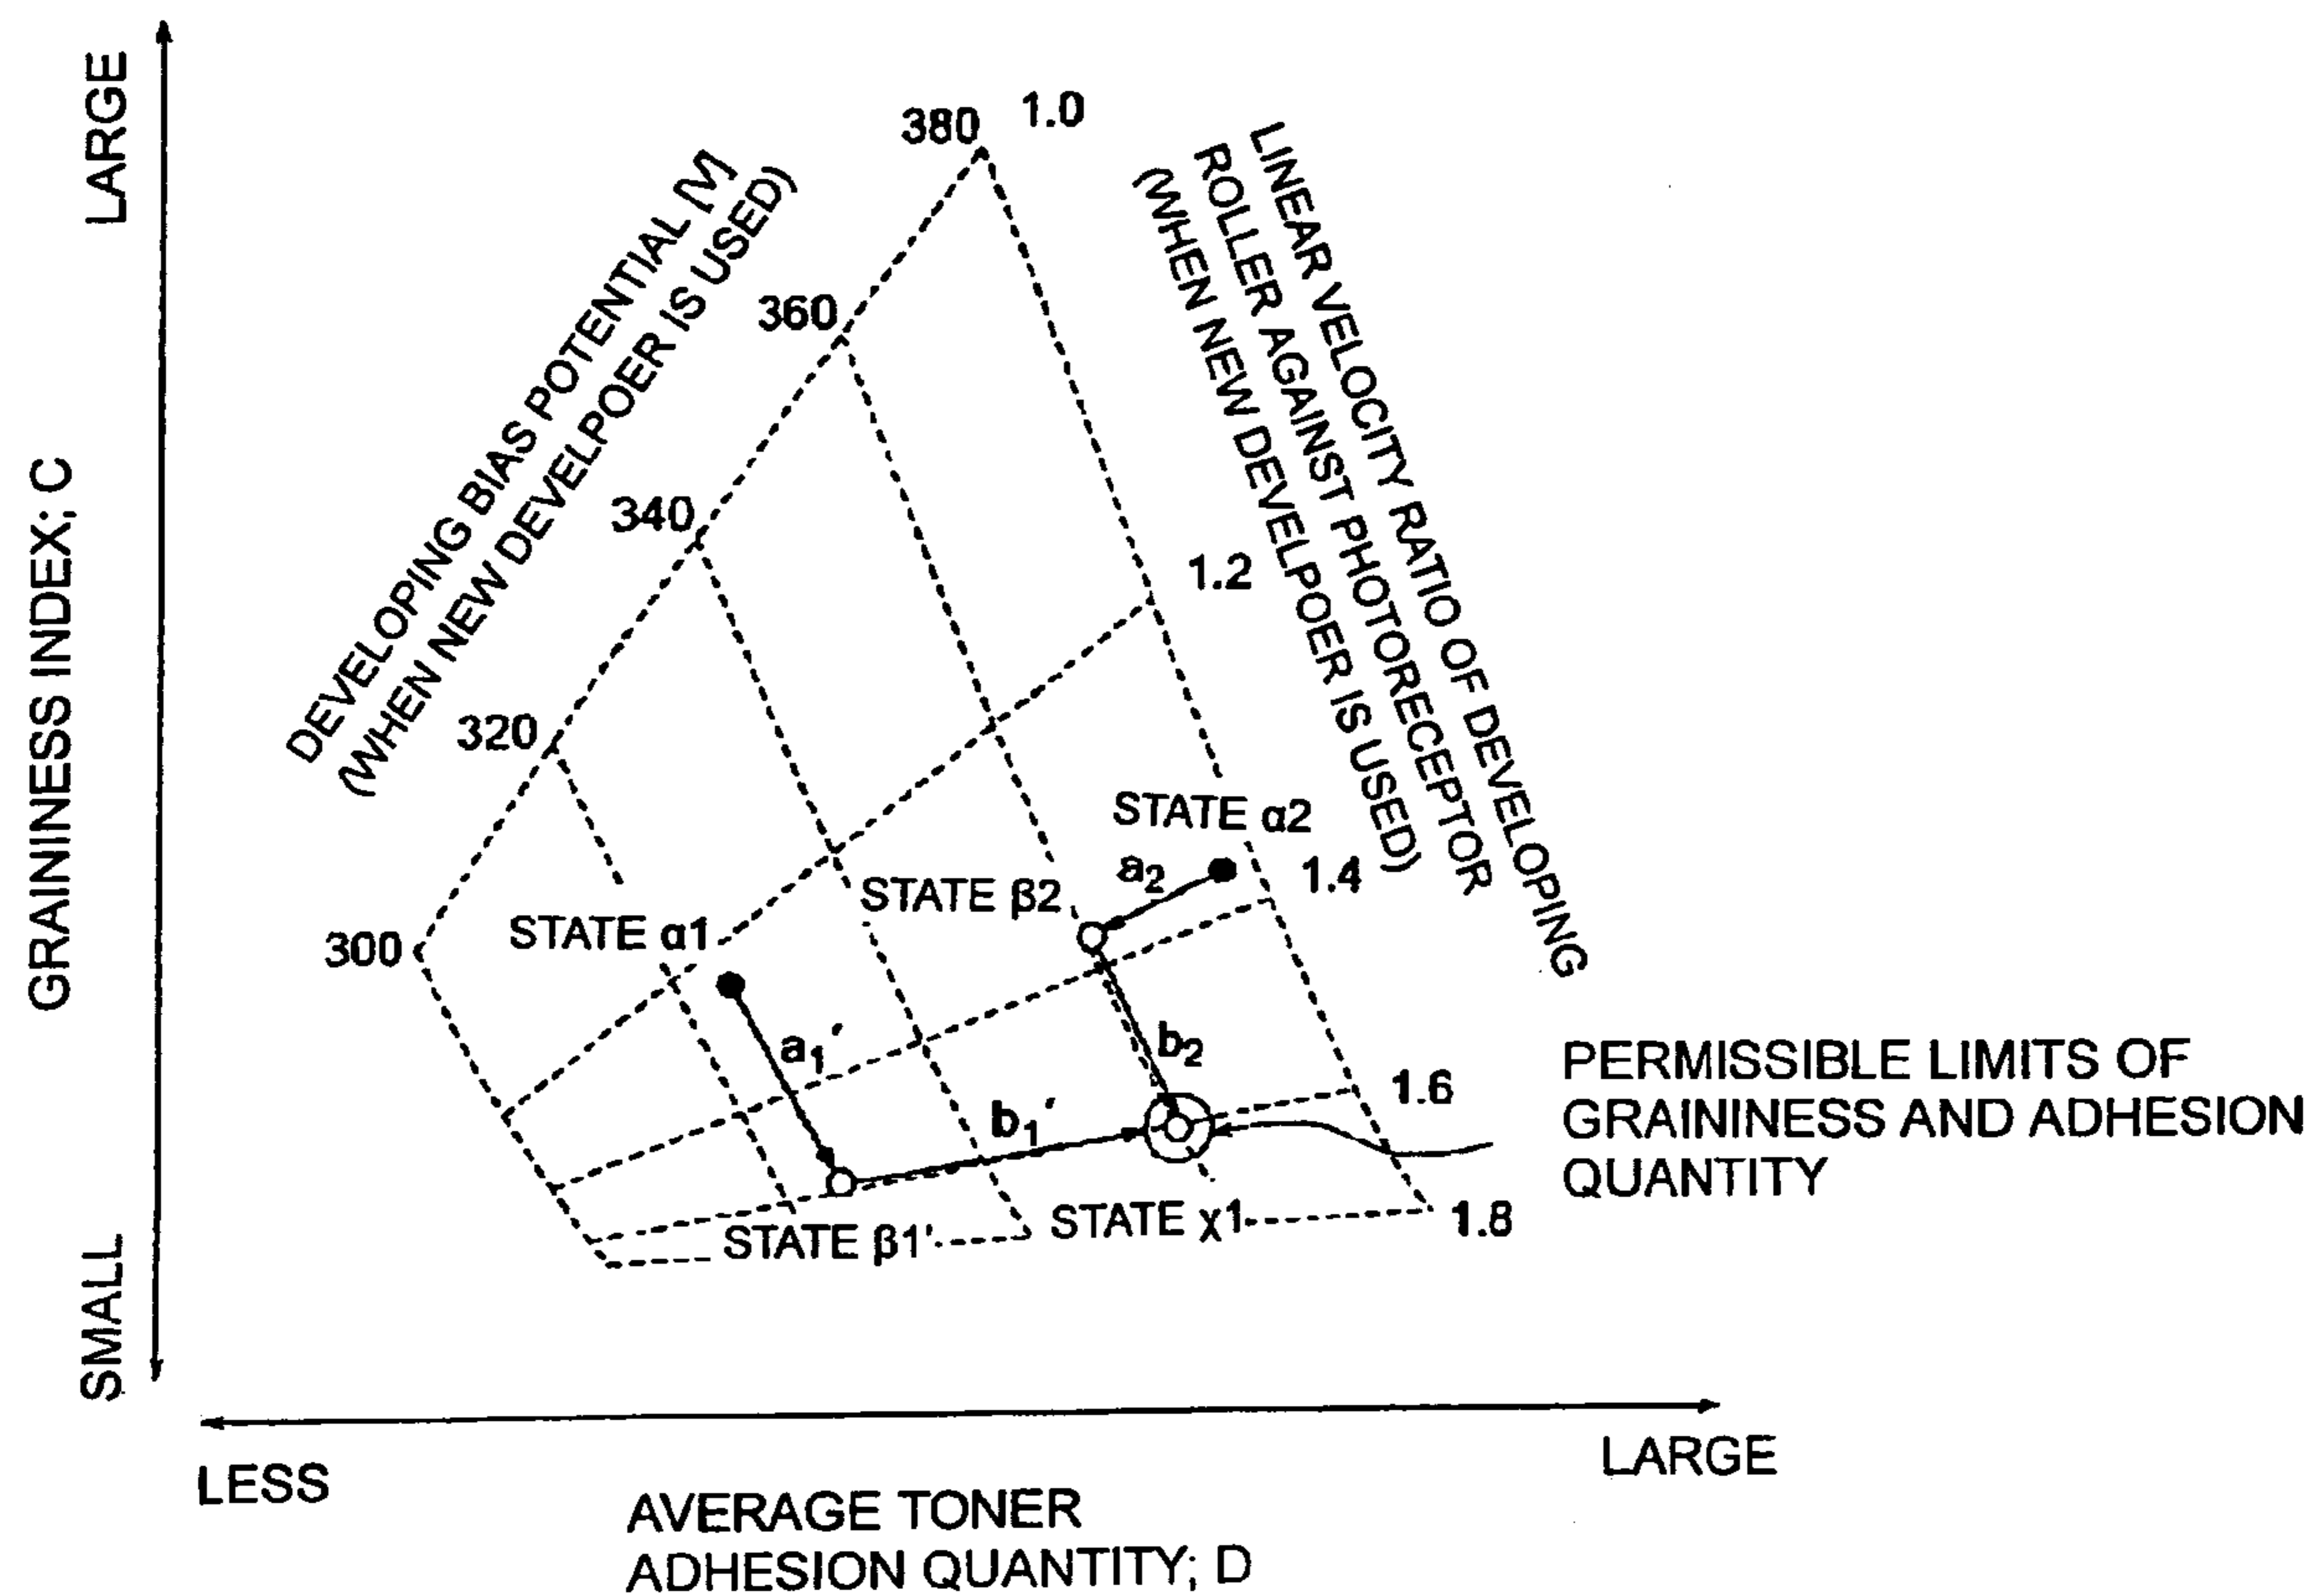 LARGE
GRAININESS INDEX; C
SMALL
DEVELOPING BIAS POTENTIAL [V]
(WHEN NEW DEVELPOER IS USED)
380
360
340
320
300
1.0
1.2
1.4
1.6
1.8
LINEAR VELOCITY RATIO OF DEVELOPING
ROLLER AGAINST PHOTORECEPTOR
(WHEN NEW DEVELPOER IS USED)
STATE α2
a2
STATE β2
STATE α1
a1′
b2
b1′
STATE β1'
STATE χ1
PERMISSIBLE LIMITS OF
GRAININESS AND ADHESION
QUANTITY
LESS
LARGE
AVERAGE TONER
ADHESION QUANTITY; D